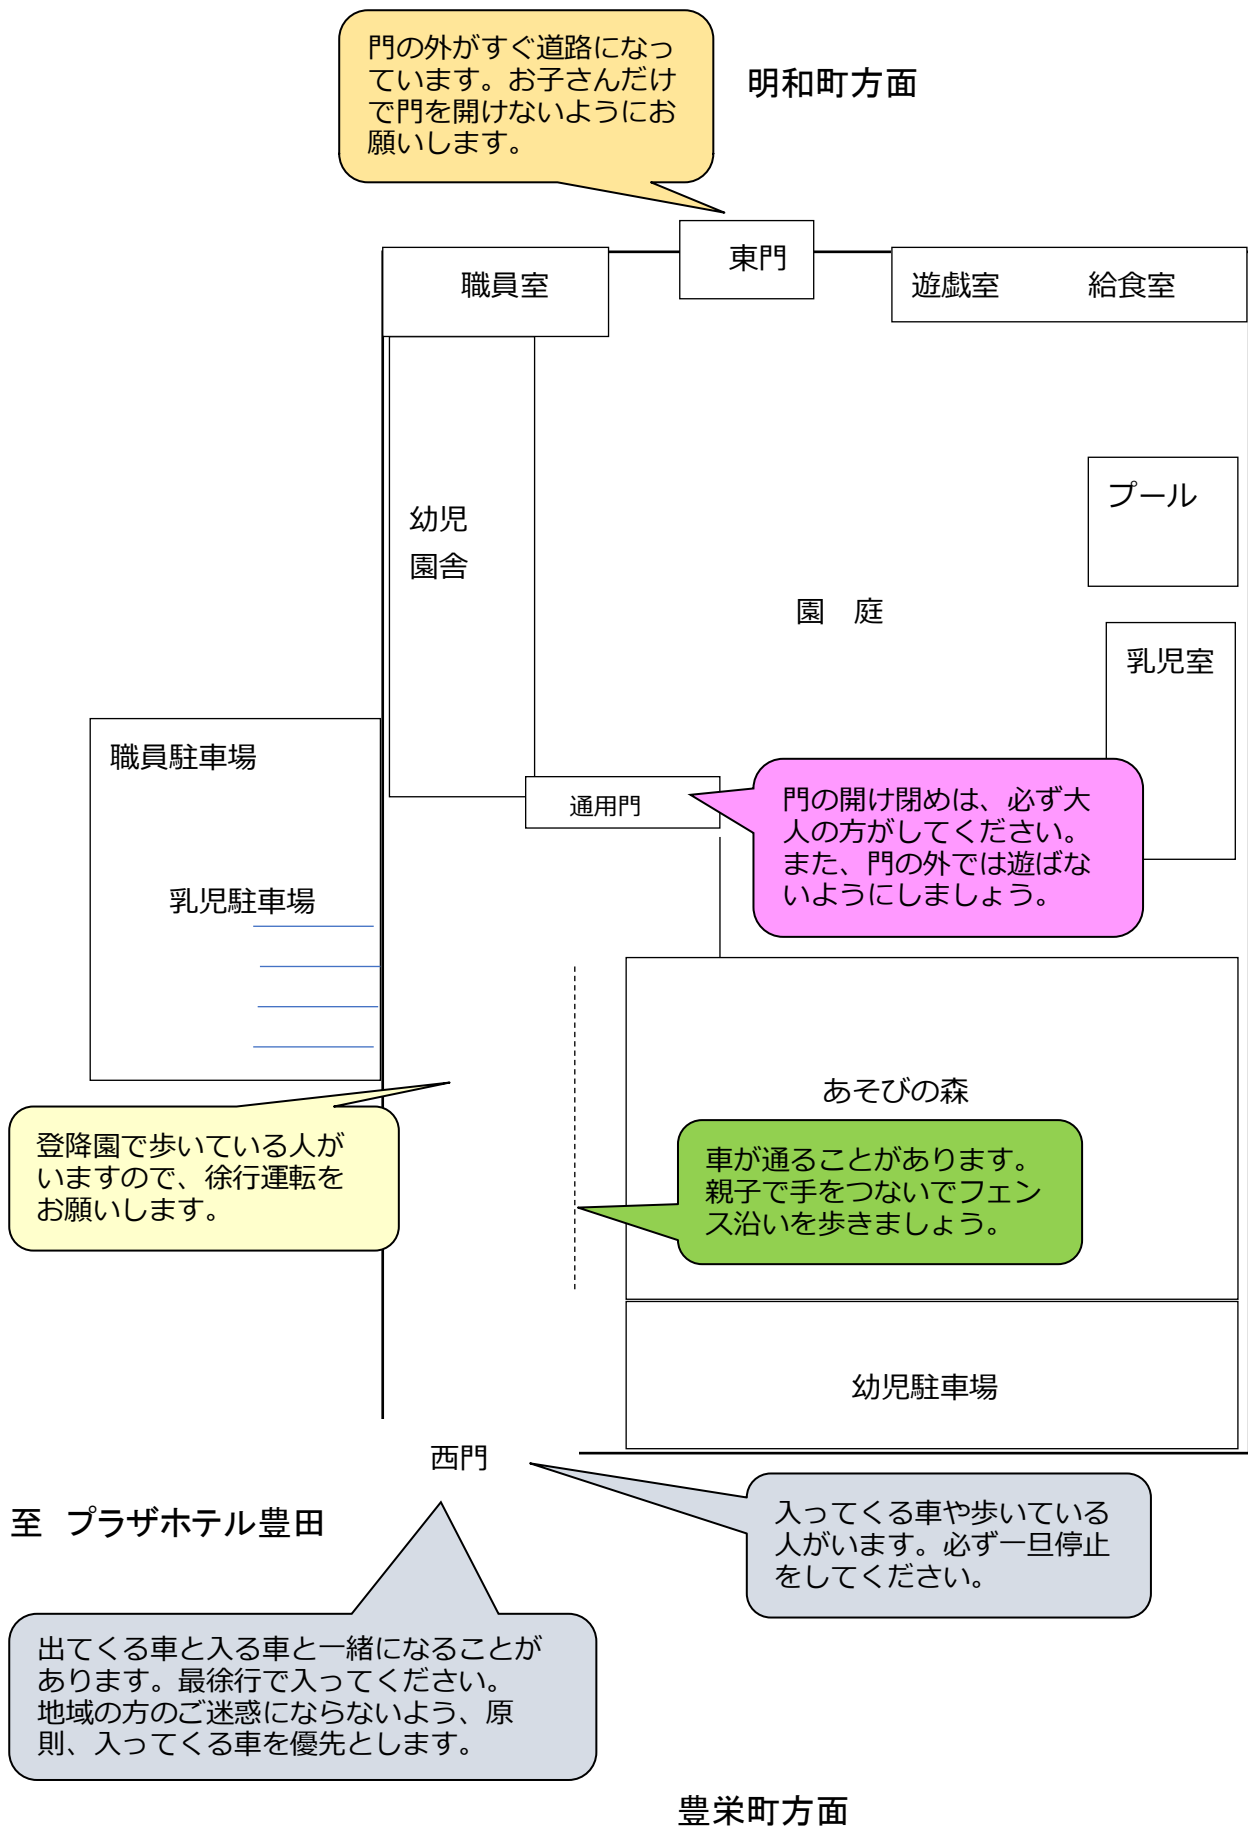 門の外がすぐ道路になっ
ています。お子さんだけ
で門を開けないようにお
願いします。
明和町方面
東門
職員室
遊戯室　　　給食室
プール
幼児
園舎
園　庭
乳児室
職員駐車場
通用門
門の開け閉めは、必ず大
人の方がしてください。
また、門の外では遊ばな
いようにしましょう。
乳児駐車場
あそびの森
登降園で歩いている人が
いますので、徐行運転を
お願いします。
車が通ることがあります。
親子で手をつないでフェン
ス沿いを歩きましょう。
幼児駐車場
西門
至　プラザホテル豊田
入ってくる車や歩いている
人がいます。必ず一旦停止
をしてください。
出てくる車と入る車と一緒になることが
あります。最徐行で入ってください。
地域の方のご迷惑にならないよう、原
則、入ってくる車を優先とします。
豊栄町方面